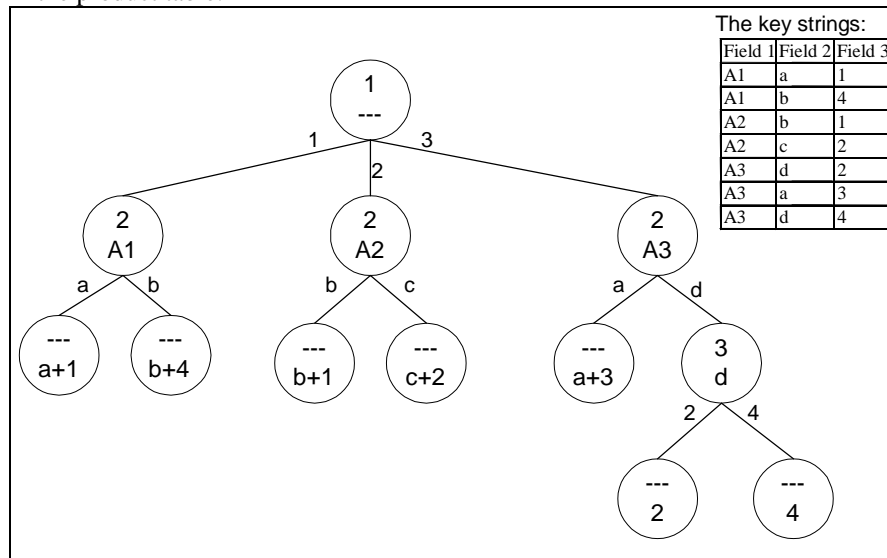 The key strings:
Field 1 Field 2 Field 3
A1 a 1
A1 b 4
A2 b 1
A2 c 2
A3 d 2
A3 a 3
A3 d 4
1
---
1 2 3
2 2 2
A1 A2 A3
a b b c a d
--- --- --- --- --- 3
a+1 b+4 b+1 c+2 a+3 d
2 4
--- ---
2 4